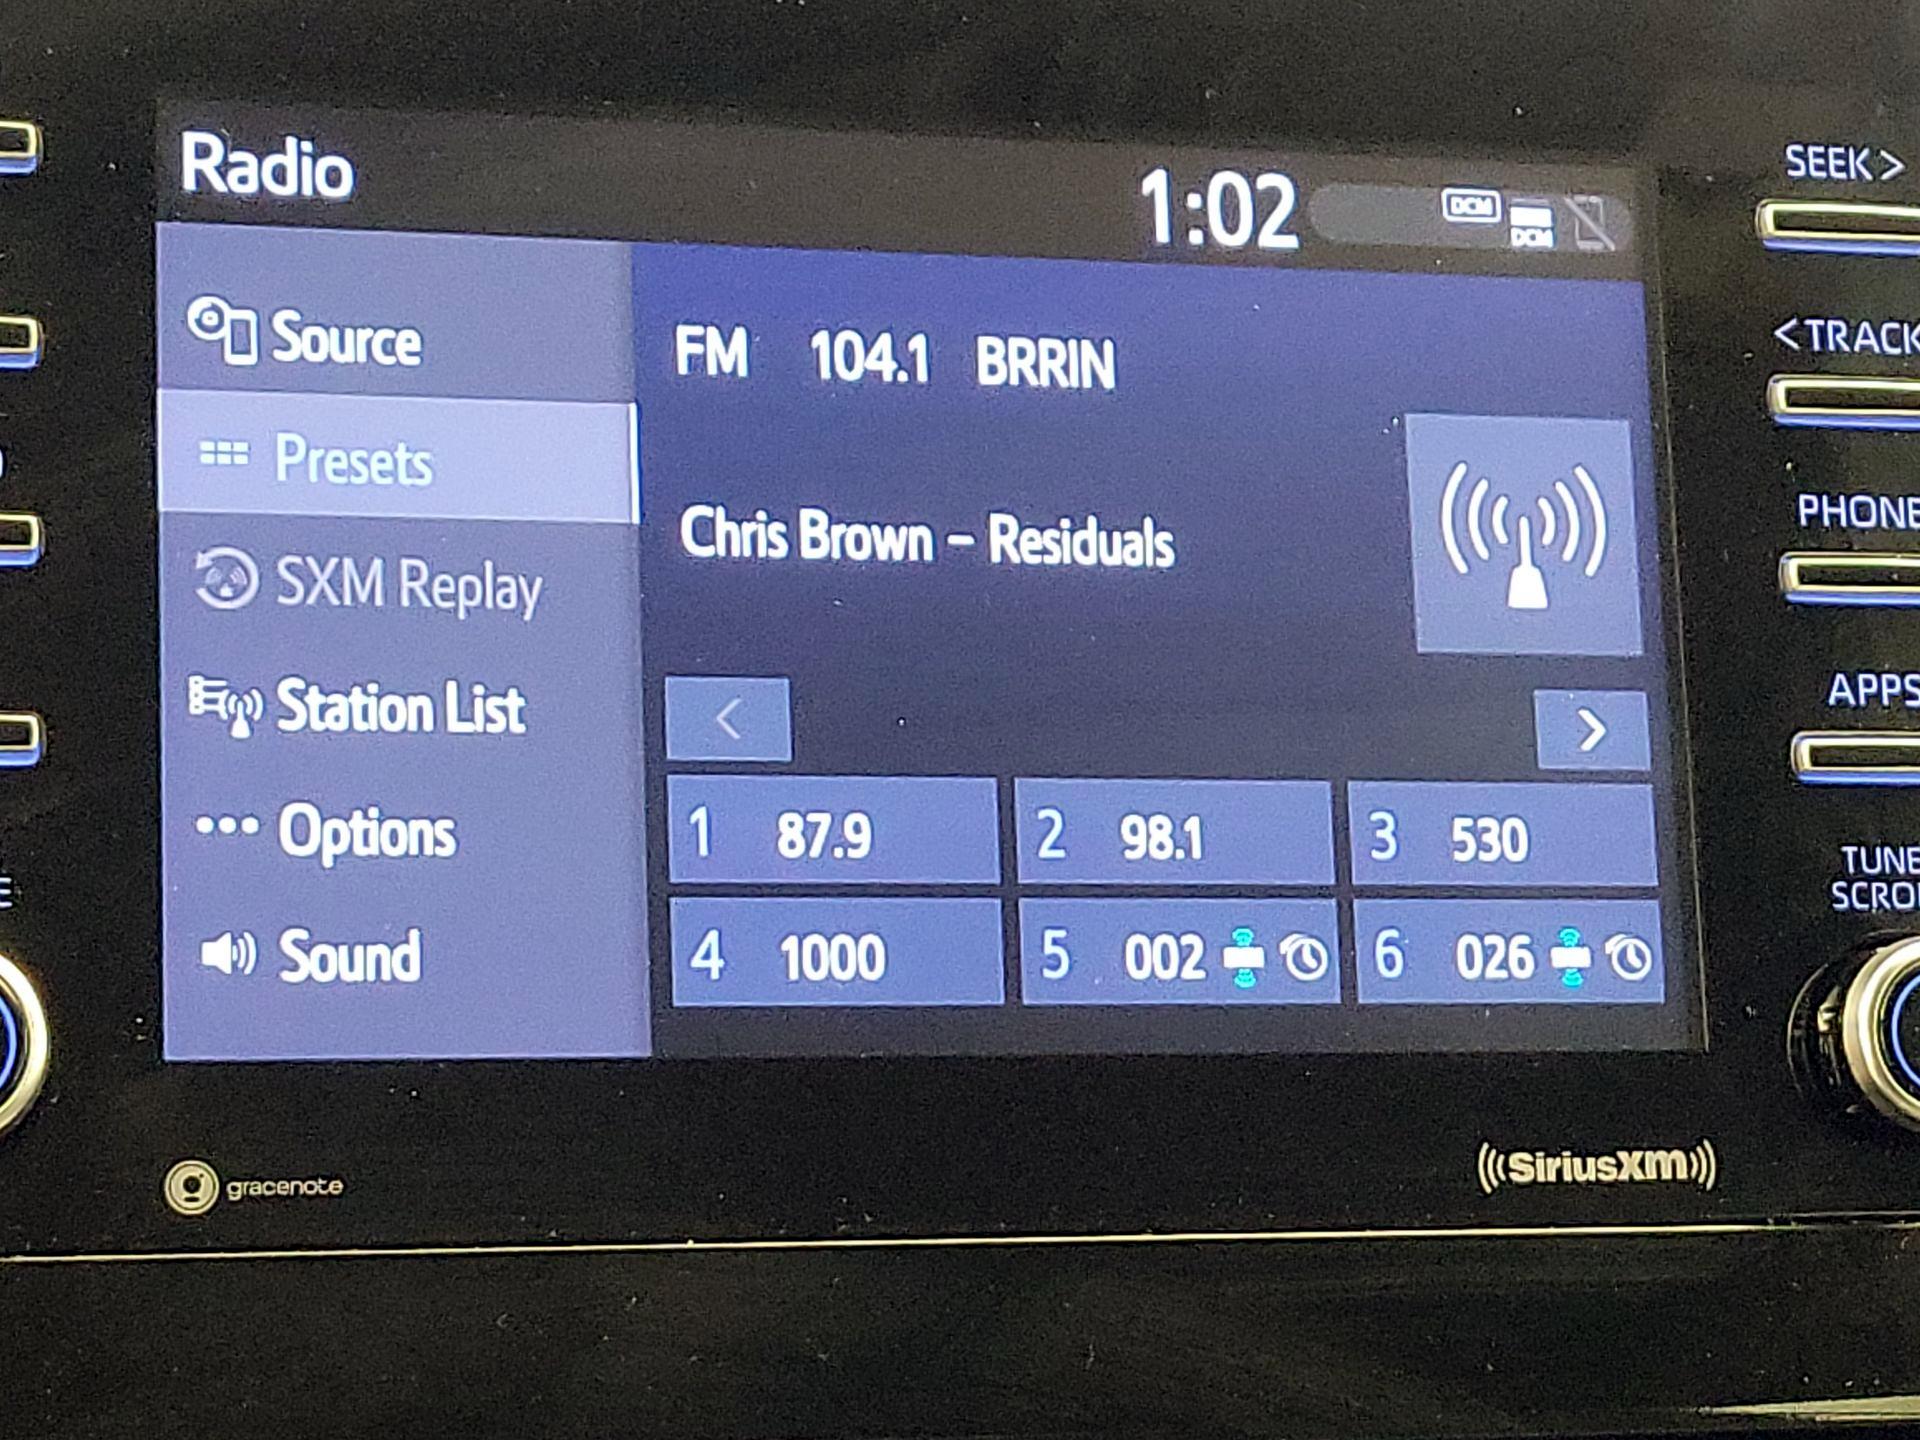 Radio
1:02
DCM
DCM
Source
Presets
SXM Replay
Station List
Options
Sound
FM 104.1 BRRIN
Chris Brown – Residuals
<
>
1 87.9
2 98.1
3 530
4 1000
5 002
6 026
SEEK >
< TRACK
PHONE
APPS
TUNE
SCRO
E
gracenote
SiriusXm